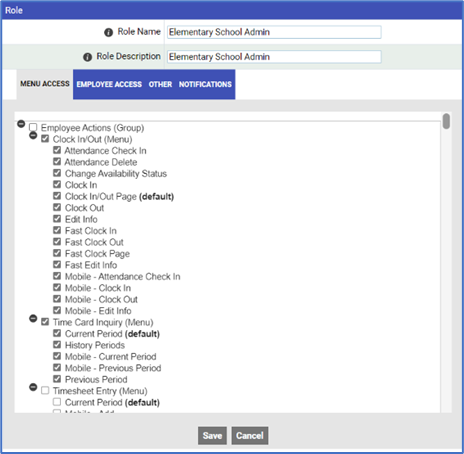 Role
Role Name Elementary School Admin
Role Description Elementary School Admin
MENU ACCESS EMPLOYEE ACCESS OTHER NOTIFICATIONS
Employee Actions (Group)
Clock In/Out (Menu)
Attendance Check In
Attendance Delete
Change Availability Status
Clock In
Clock In/Out Page (default)
Clock Out
Edit Info
Fast Clock In
Fast Clock Out
Fast Clock Page
Fast Edit Info
Mobile - Attendance Check In
Mobile - Clock In
Mobile - Clock Out
Mobile - Edit Info
Time Card Inquiry (Menu)
Current Period (default)
History Periods
Mobile - Current Period
Mobile - Previous Period
Previous Period
Timesheet Entry (Menu)
Current Period (default)
Mobile - Add
Save Cancel